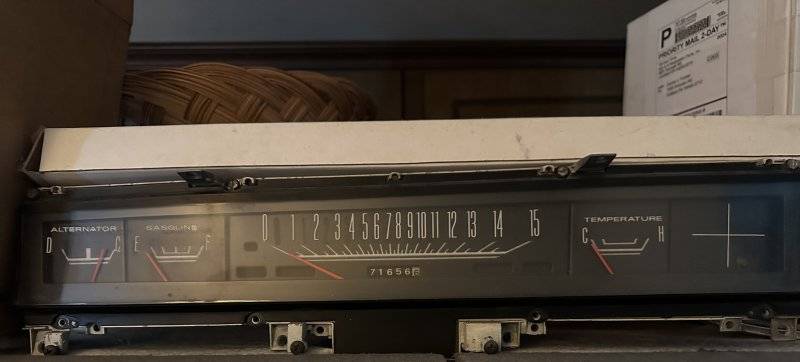 P
PRIORITY MAIL 2-DAY™
ALTERNATOR
D C
GASOLINE
E F
0 1 2 3 4 5 6 7 8 9 10 11 12 13 14 15
71656
TEMPERATURE
C H